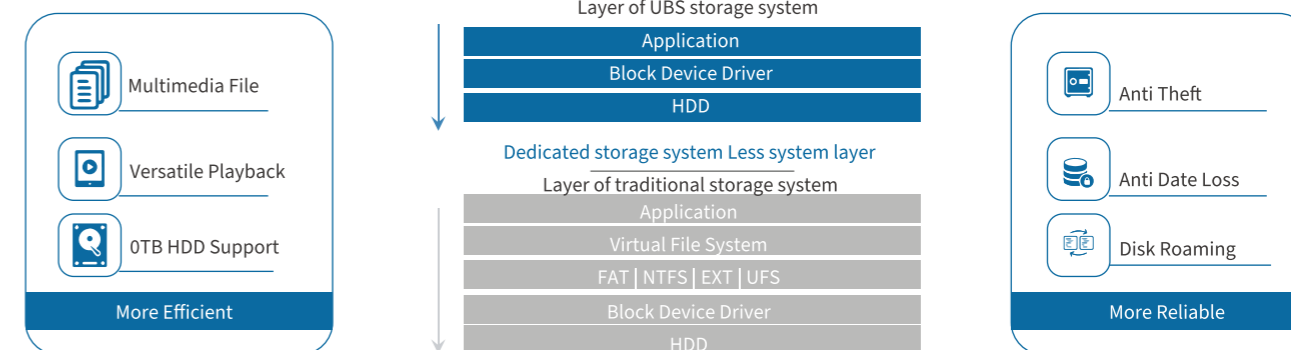 Multimedia File
Versatile Playback
0TB HDD Support
More Efficient
Layer of UBS storage system
Application
Block Device Driver
HDD
Dedicated storage system Less system layer
Layer of traditional storage system
Application
Virtual File System
FAT | NTFS | EXT | UFS
Block Device Driver
HDD
Anti Theft
Anti Date Loss
Disk Roaming
More Reliable